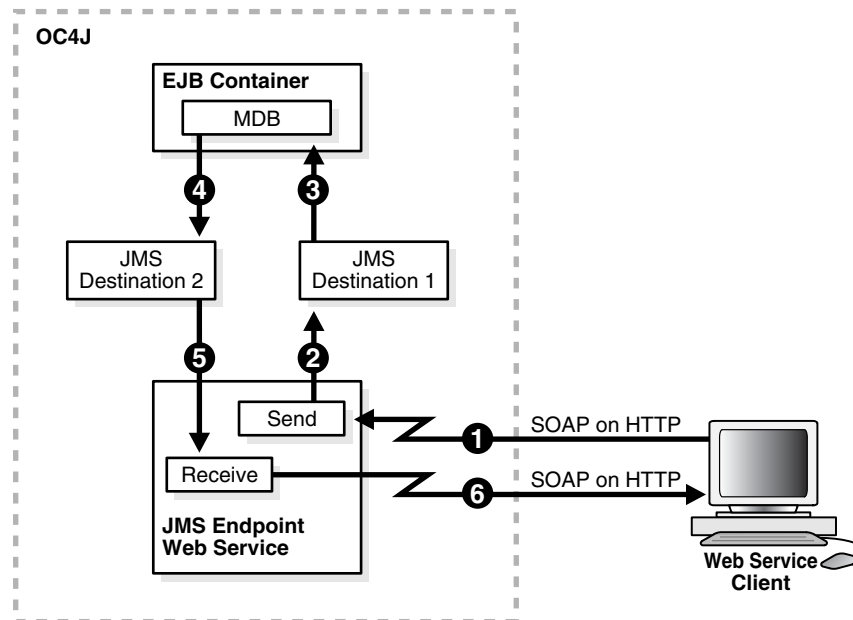 OC4J
EJB Container
MDB
4
3
JMS
Destination 2
JMS
Destination 1
5
2
Send
1
SOAP on HTTP
Receive
6
SOAP on HTTP
JMS Endpoint
Web Service
Web Service
Client